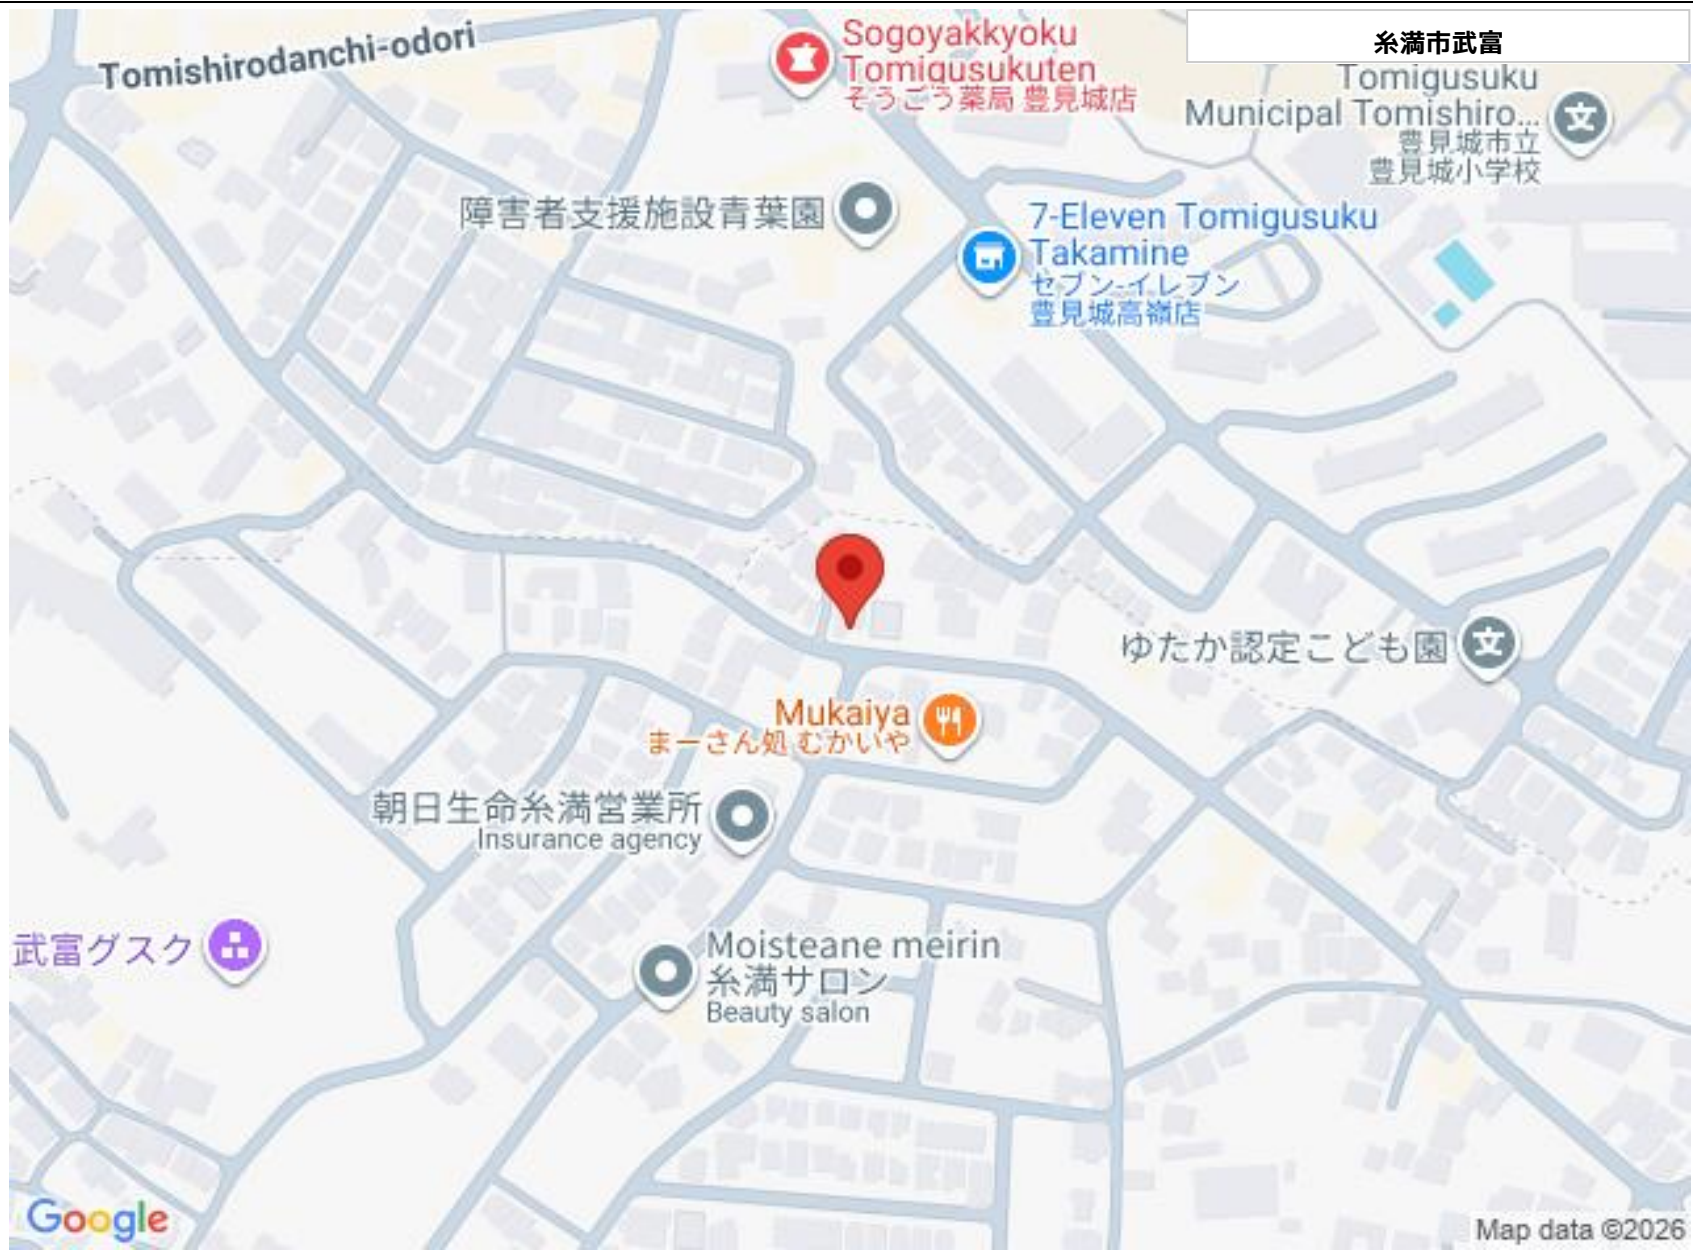 糸満市武富
Tomishirodanchi-odori
Sogoyakkyoku
Tomigusukuten
そうごう薬局 豊見城店
Tomigusuku
Municipal Tomishiro...
豊見城市立
豊見城小学校
障害者支援施設青葉園
7-Eleven Tomigusuku
Takamine
セブン-イレブン
豊見城高嶺店
ゆたか認定こども園
Mukaiya
まーさん処 むかいや
朝日生命糸満営業所
Insurance agency
武富グスク
Moisteane meirin
糸満サロン
Beauty salon
Google
Map data ©2026